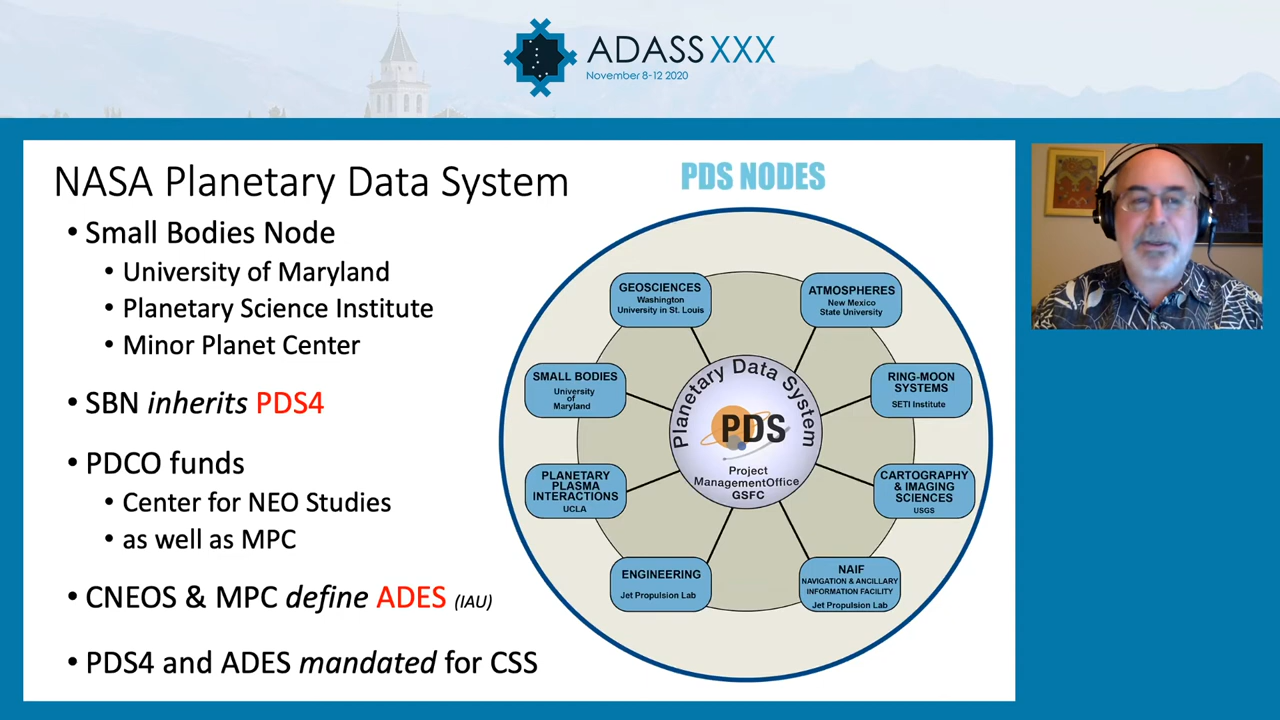 ADASS XXX
November 8-12 2020
NASA Planetary Data System
• Small Bodies Node
• University of Maryland
• Planetary Science Institute
• Minor Planet Center
• SBN inherits PDS4
• PDCO funds
• Center for NEO Studies
• as well as MPC
• CNEOS & MPC define ADES (IAU)
• PDS4 and ADES mandated for CSS
PDS NODES
GEOSCIENCES
Washington
University in St. Louis
ATMOSPHERES
New Mexico
State University
SMALL BODIES
University
of
Maryland
RING-MOON
SYSTEMS
SETI Institute
Planetary Data System
PDS
Project
ManagementOffice
GSFC
PLANETARY
PLASMA
INTERACTIONS
UCLA
CARTOGRAPHY
& IMAGING
SCIENCES
USGS
ENGINEERING
Jet Propulsion Lab
NAIF
NAVIGATION & ANCILLARY
INFORMATION FACILITY
Jet Propulsion Lab